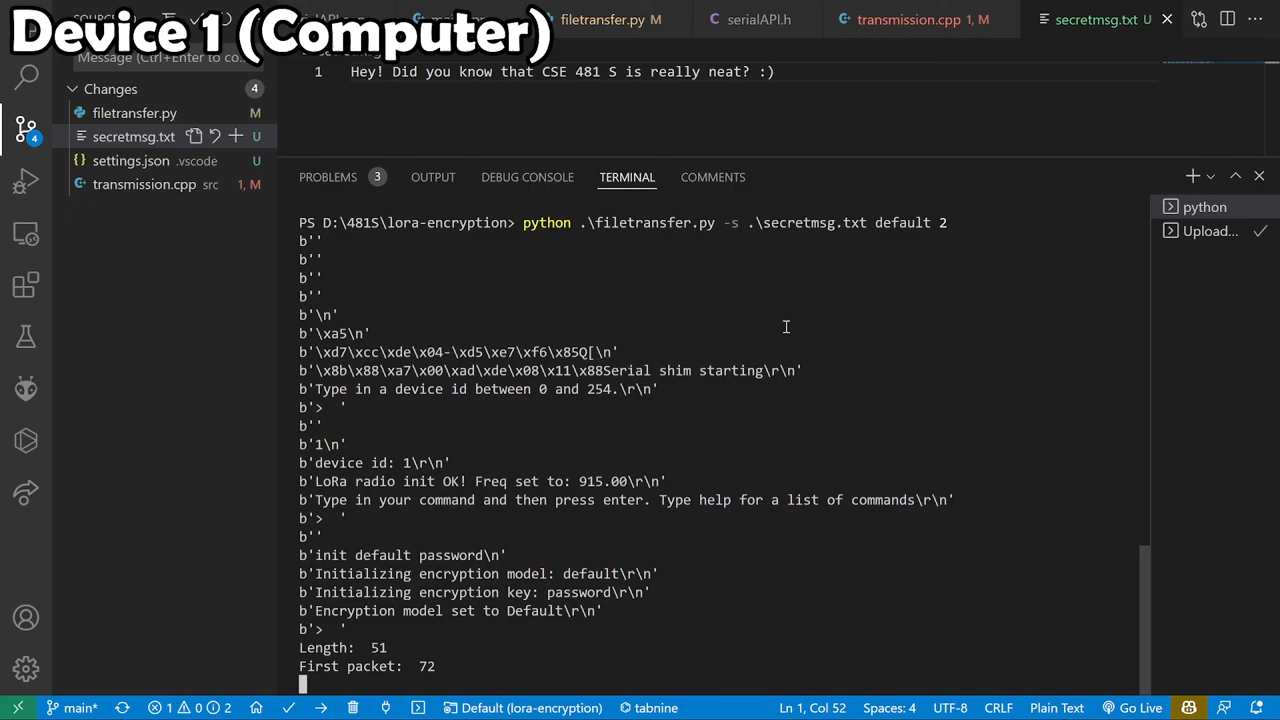 Device 1 (Computer)
filetransfer.py M
serialAPI.h
transmission.cpp 1, M
secretmsg.txt U
Message (Ctrl+Enter to co...
1 Hey! Did you know that CSE 481 S is really neat? :)
Changes 4
filetransfer.py M
secretmsg.txt U
settings.json .vscode U
transmission.cpp src 1, M
4
PROBLEMS 3 OUTPUT DEBUG CONSOLE TERMINAL COMMENTS
python
Upload...
PS D:\481S\lora-encryption> python .\filetransfer.py -s .\secretmsg.txt default 2
b''
b''
b''
b''
b'\n'
b'\xa5\n'
b'\xd7\xcc\xde\x04-\xd5\xe7\xf6\x85Q[\n'
b'\x8b\x88\xa7\x00\xad\xde\x08\x11\x88Serial shim starting\r\n'
b'Type in a device id between 0 and 254.\r\n'
b'>  '
b''
b'1\n'
b'device id: 1\r\n'
b'LoRa radio init OK! Freq set to: 915.00\r\n'
b'Type in your command and then press enter. Type help for a list of commands\r\n'
b'>  '
b''
b'init default password\n'
b'Initializing encryption model: default\r\n'
b'Initializing encryption key: password\r\n'
b'Encryption model set to Default\r\n'
b'>  '
Length:  51
First packet:  72
main* 1 0 2 Default (lora-encryption) tabnine Ln 1, Col 52 Spaces: 4 UTF-8 CRLF Plain Text Go Live